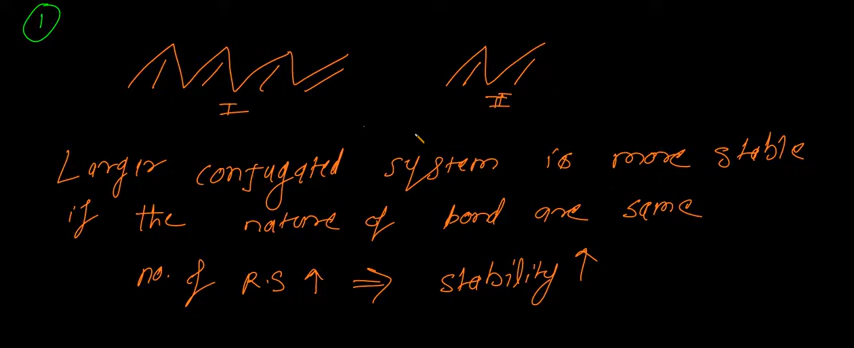 1
I II
Larger conjugated system is more stable
if the nature of bond are same
no. of R.S ↑ ⇒ stability ↑